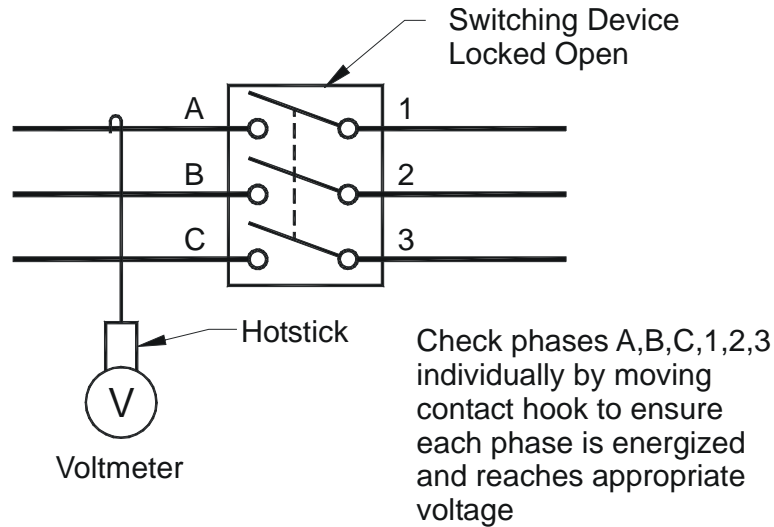 Switching Device
Locked Open
A
1
B
2
C
3
Hotstick
V
Voltmeter
Check phases A,B,C,1,2,3
individually by moving
contact hook to ensure
each phase is energized
and reaches appropriate
voltage